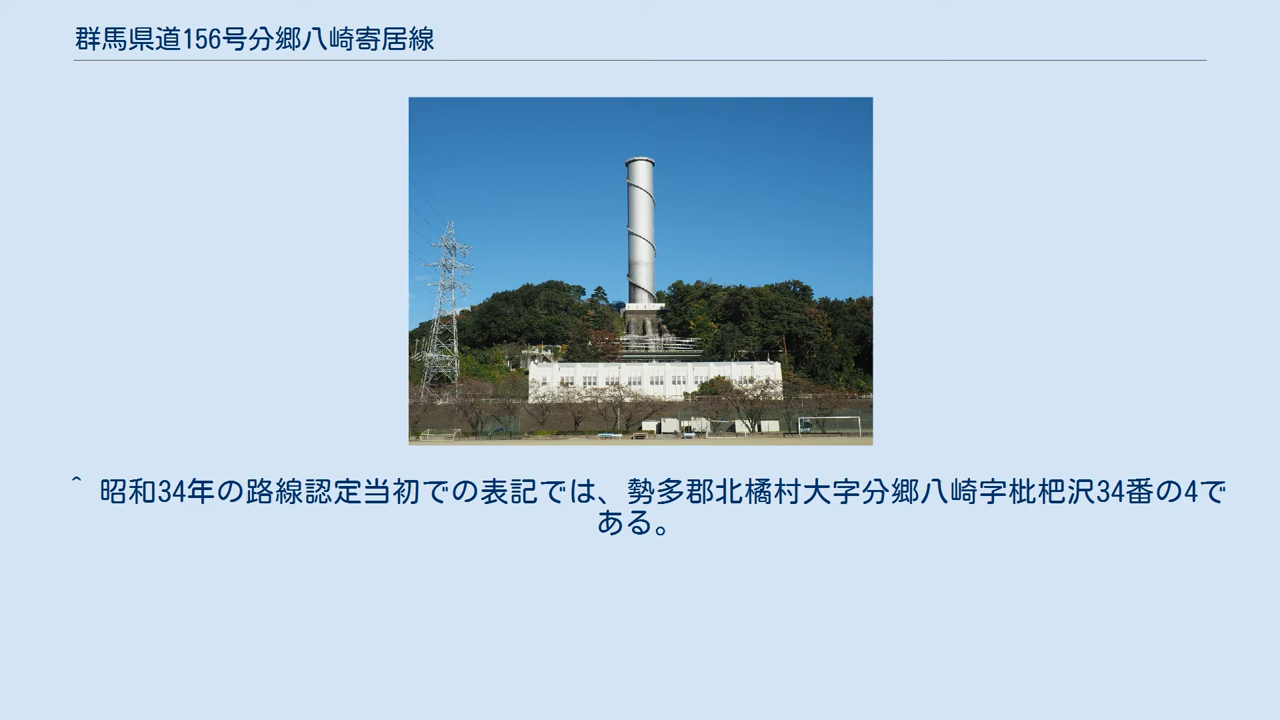 群馬県道156号分郷八崎寄居線
^ 昭和34年の路線認定当初での表記では、勢多郡北橘村大字分郷八崎字枇杷沢34番の4で
ある。